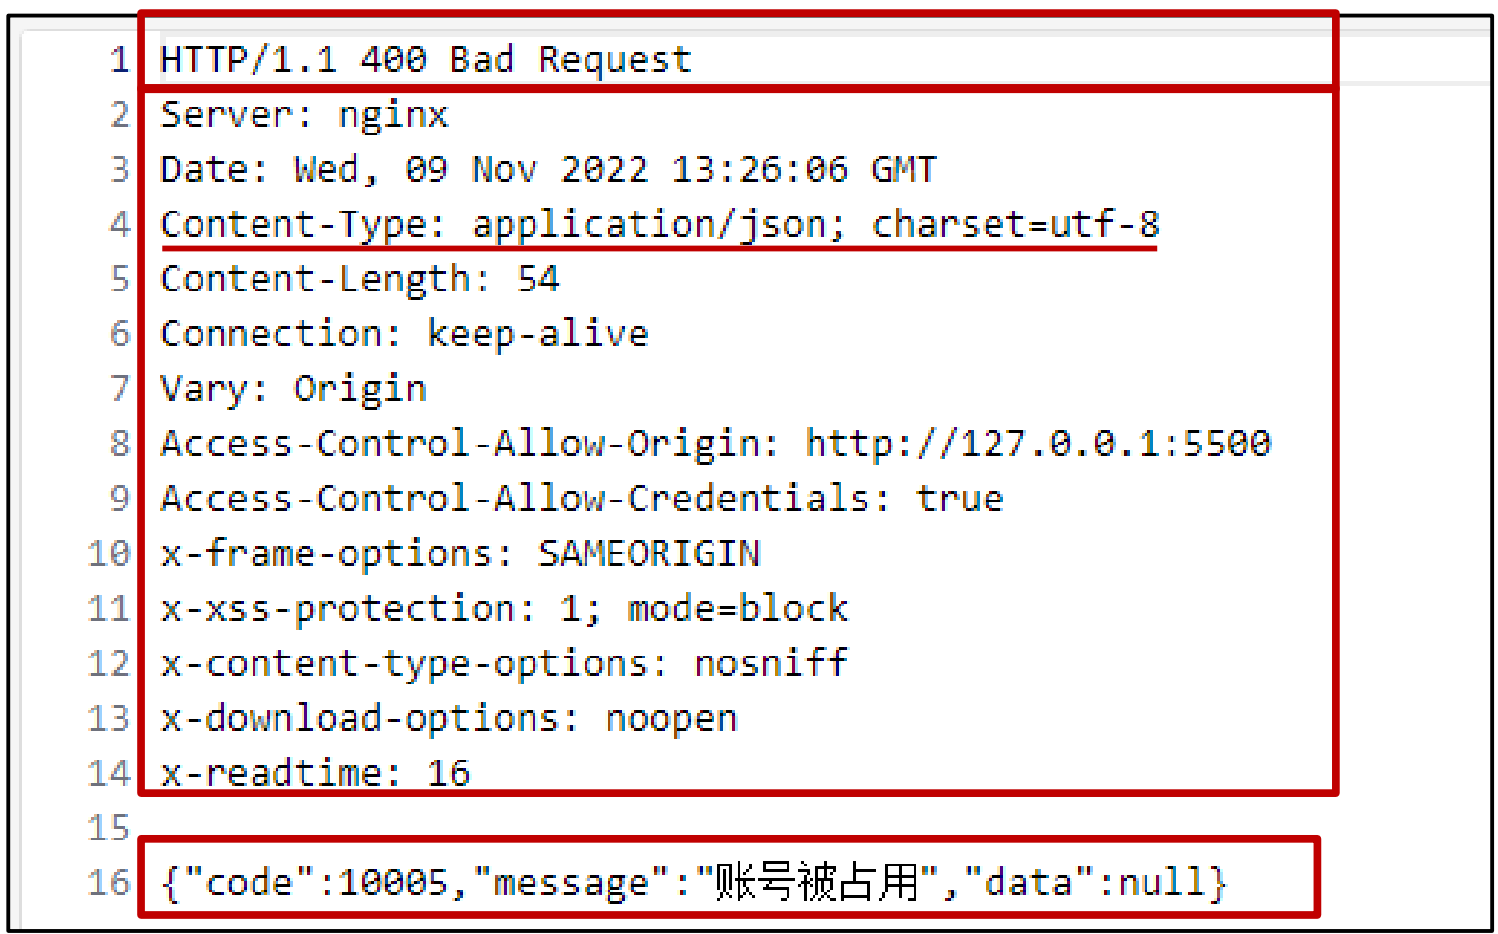 1 HTTP/1.1 400 Bad Request
2 Server: nginx
3 Date: Wed, 09 Nov 2022 13:26:06 GMT
4 Content-Type: application/json; charset=utf-8
5 Content-Length: 54
6 Connection: keep-alive
7 Vary: Origin
8 Access-Control-Allow-Origin: http://127.0.0.1:5500
9 Access-Control-Allow-Credentials: true
10 x-frame-options: SAMEORIGIN
11 x-xss-protection: 1; mode=block
12 x-content-type-options: nosniff
13 x-download-options: noopen
14 x-readtime: 16
15
16 {"code":10005,"message":"账号被占用","data":null}